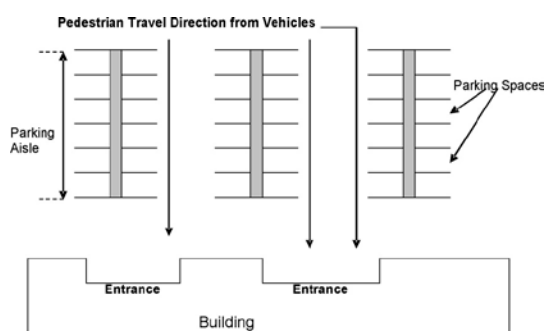 Pedestrian Travel Direction from Vehicles
Parking Spaces
Parking
Aisle
Entrance
Entrance
Building